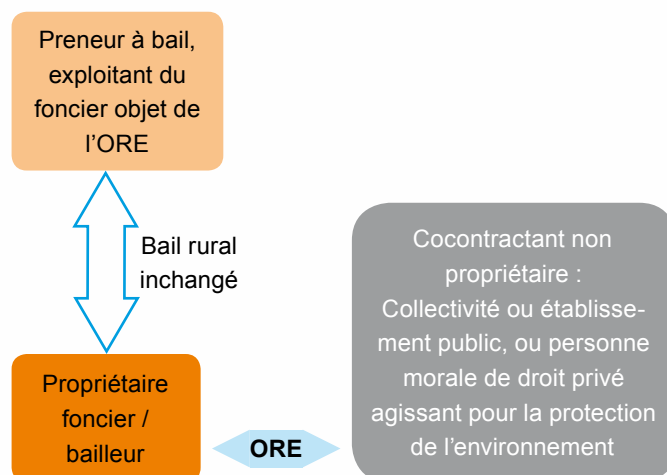 Preneur à bail,
exploitant du
foncier objet de
l’ORE
Bail rural
inchangé
Cocontractant non
propriétaire :
Collectivité ou établisse-
ment public, ou personne
morale de droit privé
agissant pour la protection
de l’environnement
Propriétaire
foncier /
bailleur
ORE